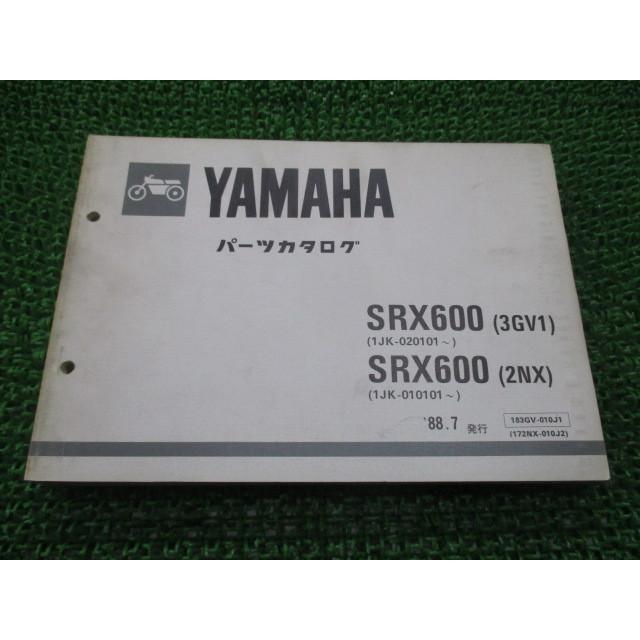 YAMAHA
パーツカタログ
SRX600 (3GV1)
(1JK-020101~)
SRX600 (2NX)
(1JK-010101~)
'88.7 発行
183GV-010J1
(172NX-010J2)